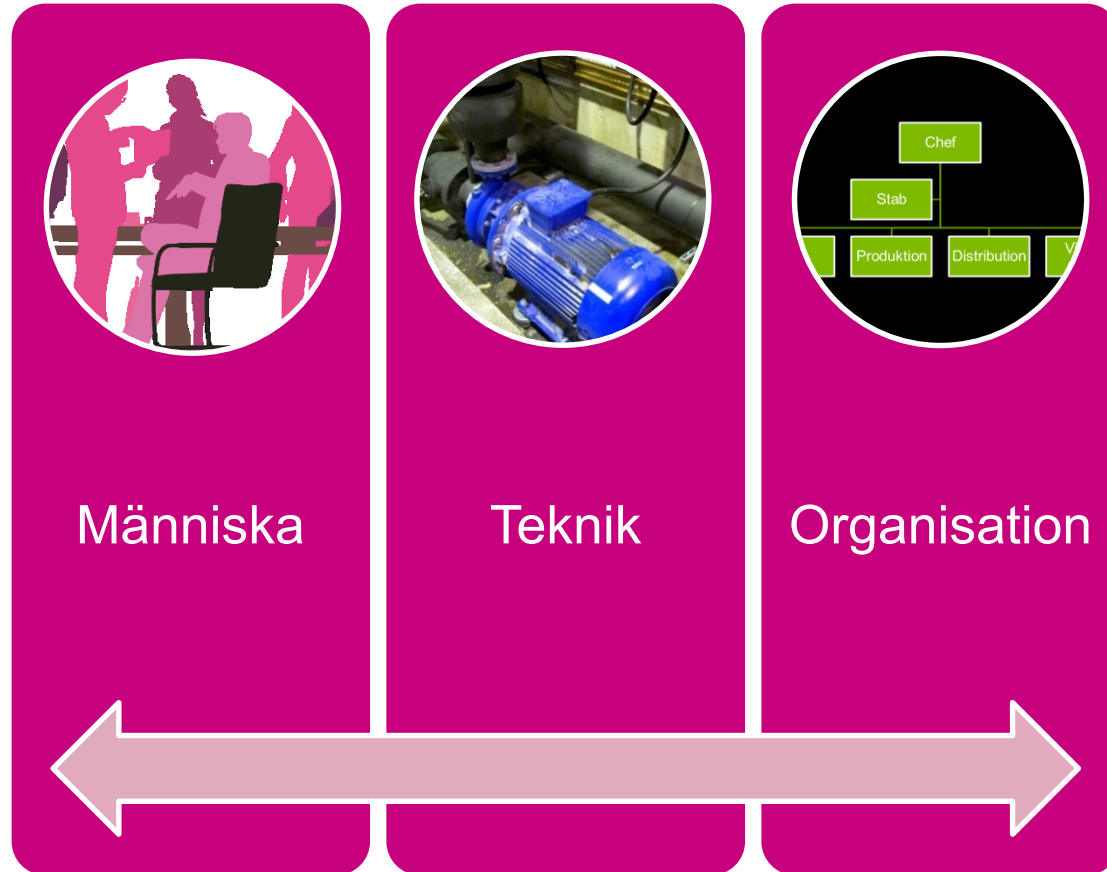 Chef
Stab
Produktion
Distribution
Människa
Teknik
Organisation